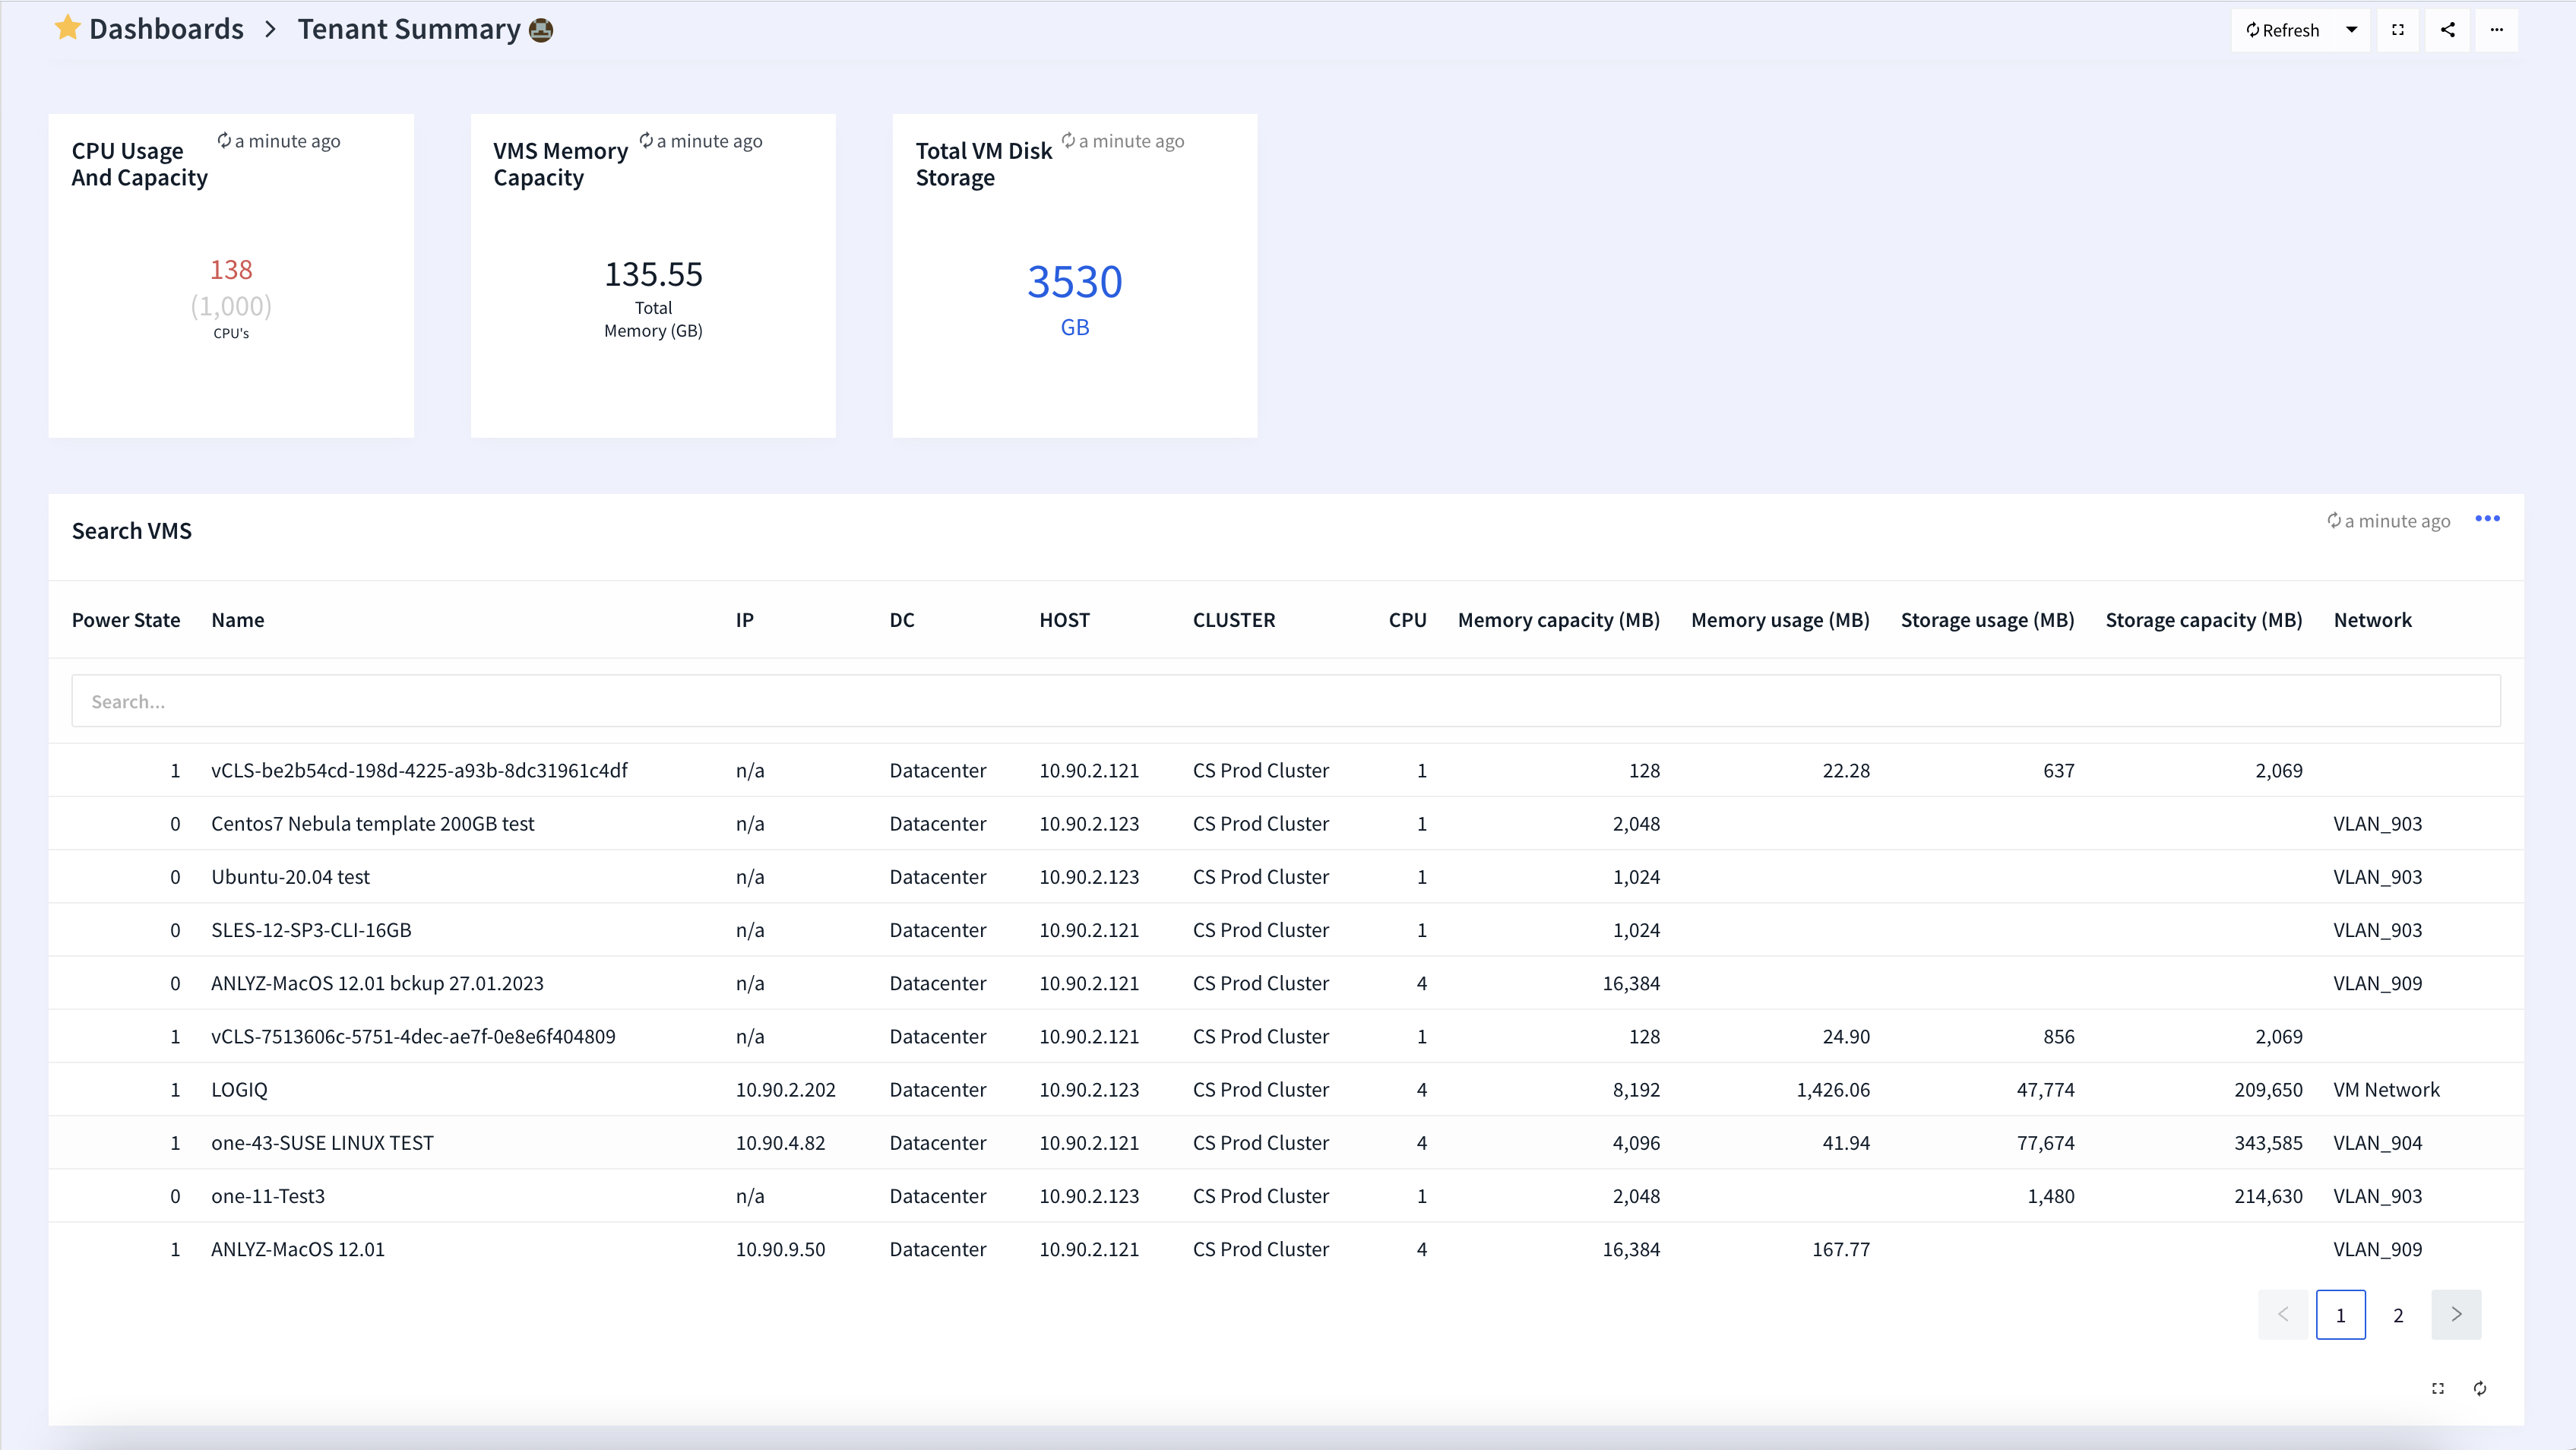 Dashboards > Tenant Summary
Refresh
CPU Usage And Capacity
a minute ago
138
(1,000)
CPU's
VMS Memory Capacity
a minute ago
135.55
Total
Memory (GB)
Total VM Disk Storage
a minute ago
3530
GB
Search VMS
a minute ago
Power State Name IP DC HOST CLUSTER CPU Memory capacity (MB) Memory usage (MB) Storage usage (MB) Storage capacity (MB) Network
Search...
1 vCLS-be2b54cd-198d-4225-a93b-8dc31961c4df n/a Datacenter 10.90.2.121 CS Prod Cluster 1 128 22.28 637 2,069
0 Centos7 Nebula template 200GB test n/a Datacenter 10.90.2.123 CS Prod Cluster 1 2,048 VLAN_903
0 Ubuntu-20.04 test n/a Datacenter 10.90.2.123 CS Prod Cluster 1 1,024 VLAN_903
0 SLES-12-SP3-CLI-16GB n/a Datacenter 10.90.2.121 CS Prod Cluster 1 1,024 VLAN_903
0 ANLYZ-MacOS 12.01 bckup 27.01.2023 n/a Datacenter 10.90.2.121 CS Prod Cluster 4 16,384 VLAN_909
1 vCLS-7513606c-5751-4dec-ae7f-0e8e6f404809 n/a Datacenter 10.90.2.121 CS Prod Cluster 1 128 24.90 856 2,069
1 LOGIQ 10.90.2.202 Datacenter 10.90.2.123 CS Prod Cluster 4 8,192 1,426.06 47,774 209,650 VM Network
1 one-43-SUSE LINUX TEST 10.90.4.82 Datacenter 10.90.2.121 CS Prod Cluster 4 4,096 41.94 77,674 343,585 VLAN_904
0 one-11-Test3 n/a Datacenter 10.90.2.123 CS Prod Cluster 1 2,048 1,480 214,630 VLAN_903
1 ANLYZ-MacOS 12.01 10.90.9.50 Datacenter 10.90.2.121 CS Prod Cluster 4 16,384 167.77 VLAN_909
< 1 2 >